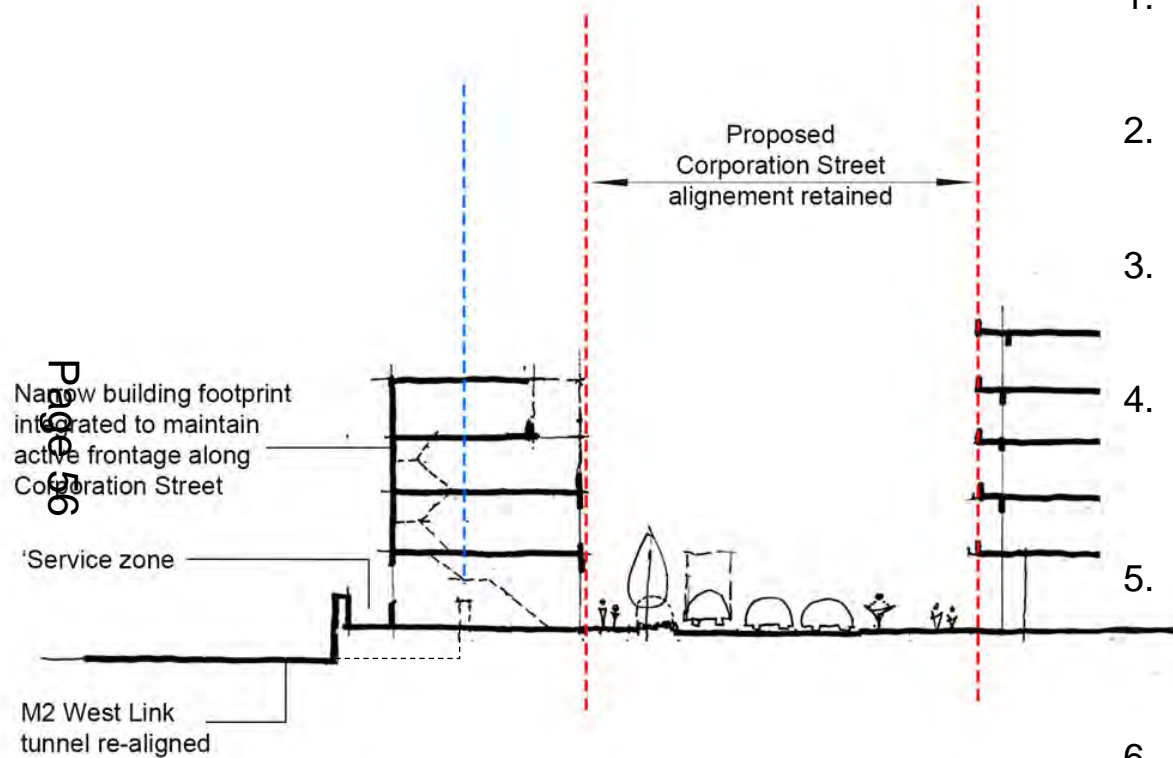 1.
2.
Proposed
Corporation Street
alignement retained
3.
Page 56
Narrow building footprint
integrated to maintain
active frontage along
Corporation Street
4.
'Service zone
5.
M2 West Link
tunnel re-aligned
6.